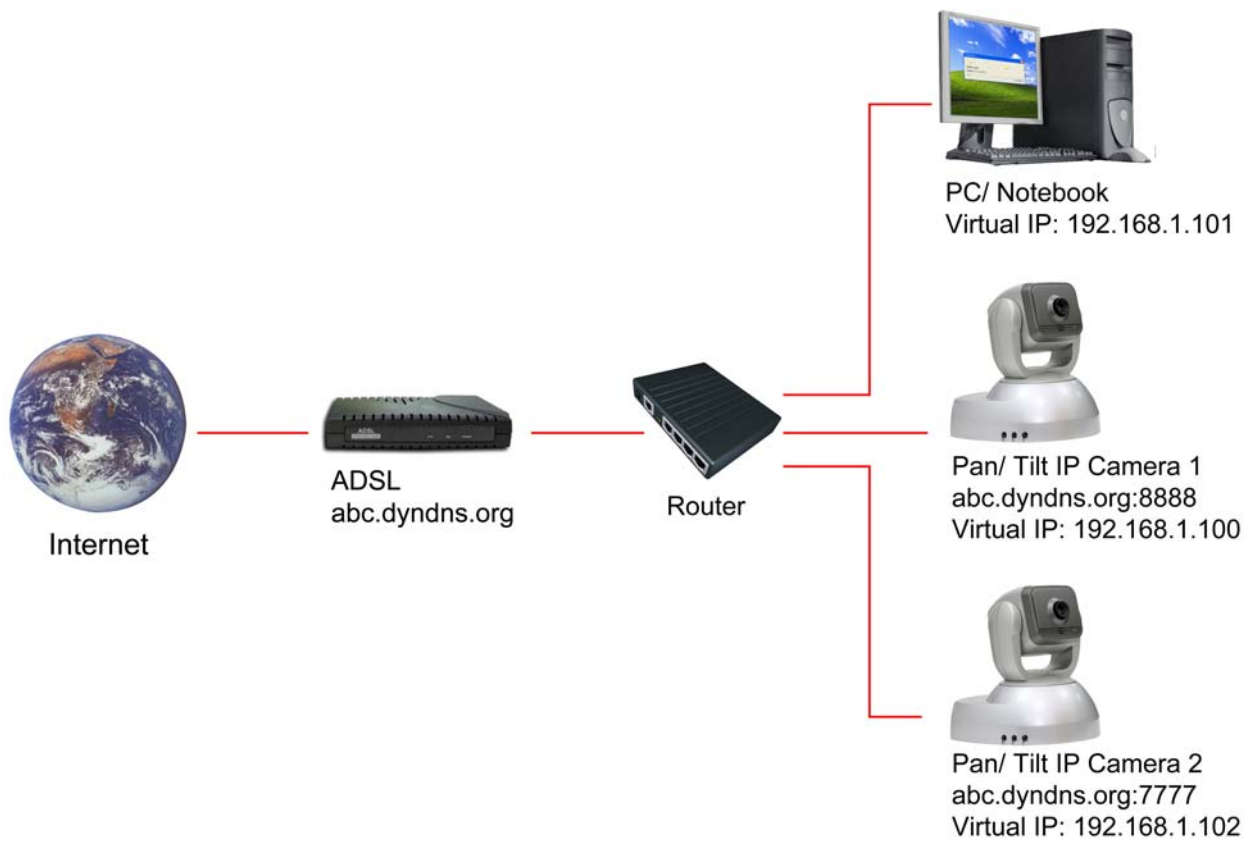 PC/ Notebook
Virtual IP: 192.168.1.101
Pan/ Tilt IP Camera 1
abc.dyndns.org:8888
Virtual IP: 192.168.1.100
Internet
ADSL
ADSL
abc.dyndns.org
Router
Pan/ Tilt IP Camera 2
abc.dyndns.org:7777
Virtual IP: 192.168.1.102